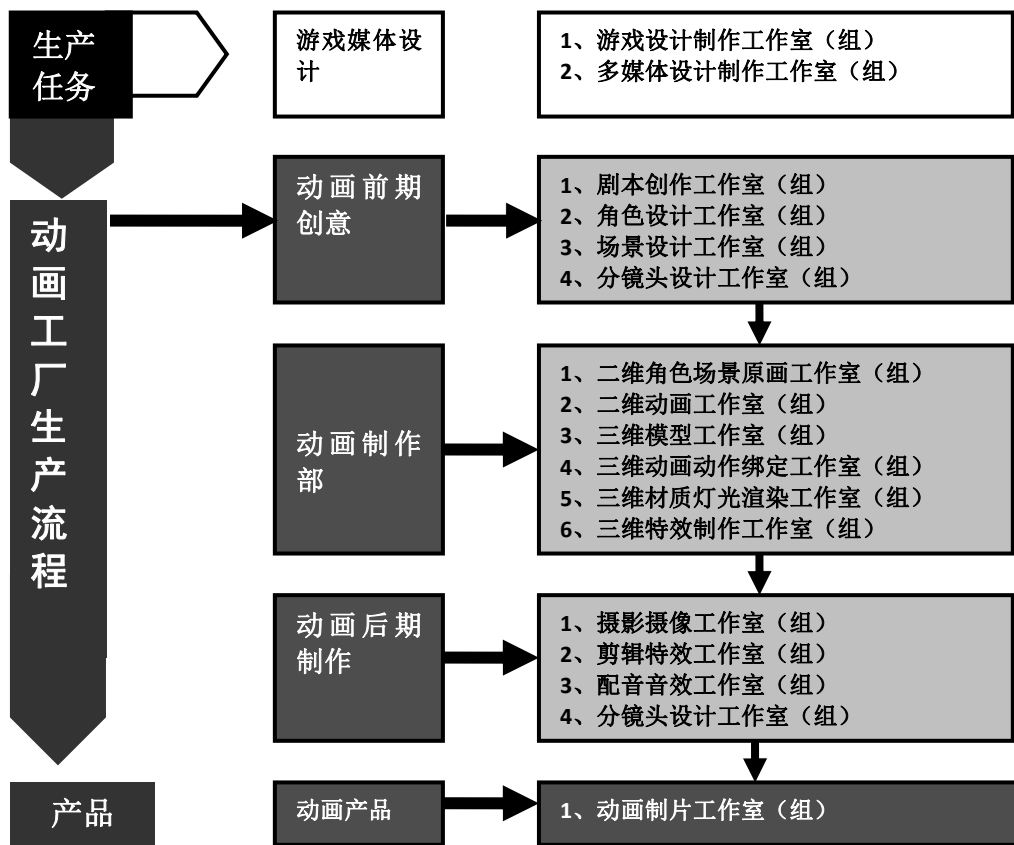 生产
任务
游戏媒体设
计
1、游戏设计制作工作室（组）
2、多媒体设计制作工作室（组）
动画工厂生产流程
动画前期
创意
1、剧本创作工作室（组）
2、角色设计工作室（组）
3、场景设计工作室（组）
4、分镜头设计工作室（组）
动画制作
部
1、二维角色场景原画工作室（组）
2、二维动画工作室（组）
3、三维模型工作室（组）
4、三维动画动作绑定工作室（组）
5、三维材质灯光渲染工作室（组）
6、三维特效制作工作室（组）
动画后期
制作
1、摄影摄像工作室（组）
2、剪辑特效工作室（组）
3、配音音效工作室（组）
4、分镜头设计工作室（组）
产品
动画产品
1、动画制片工作室（组）